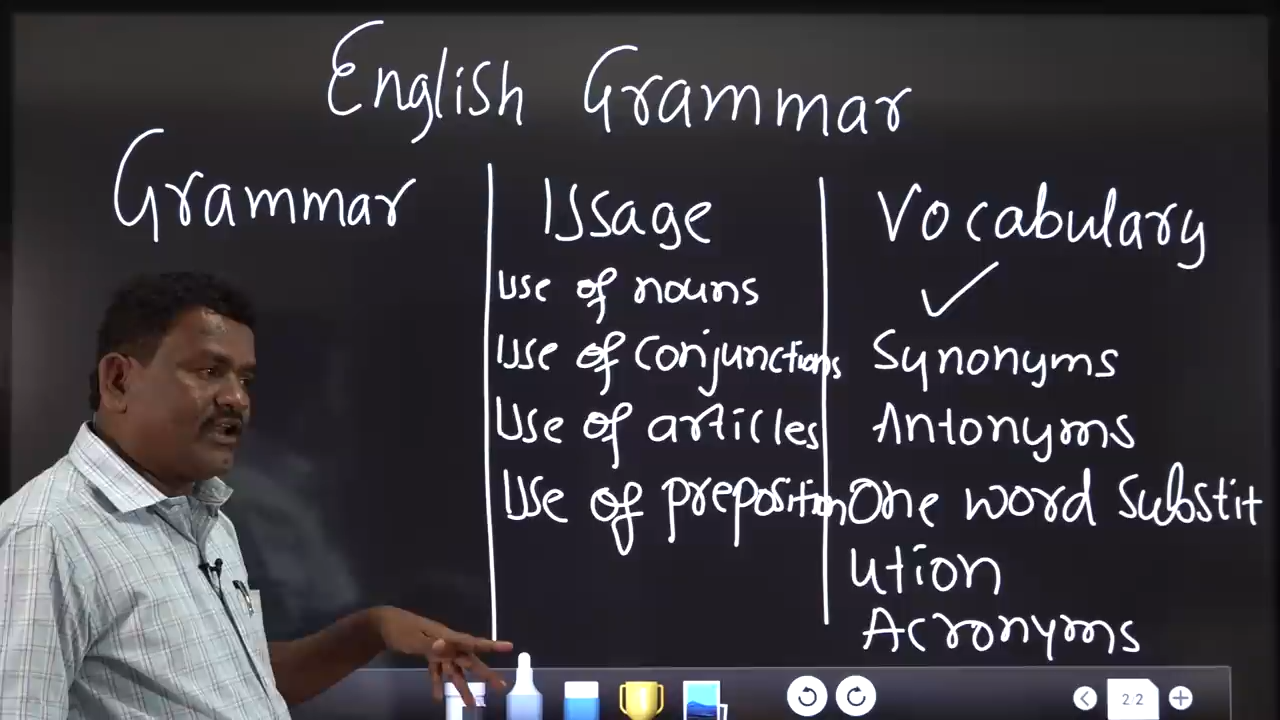 English Grammar
Grammar
Usage
Use of nouns
Use of conjunctions
Use of articles
Use of preposition
Vocabulary
✓
Synonyms
Antonyms
One word Substit
ution
Acronyms
22